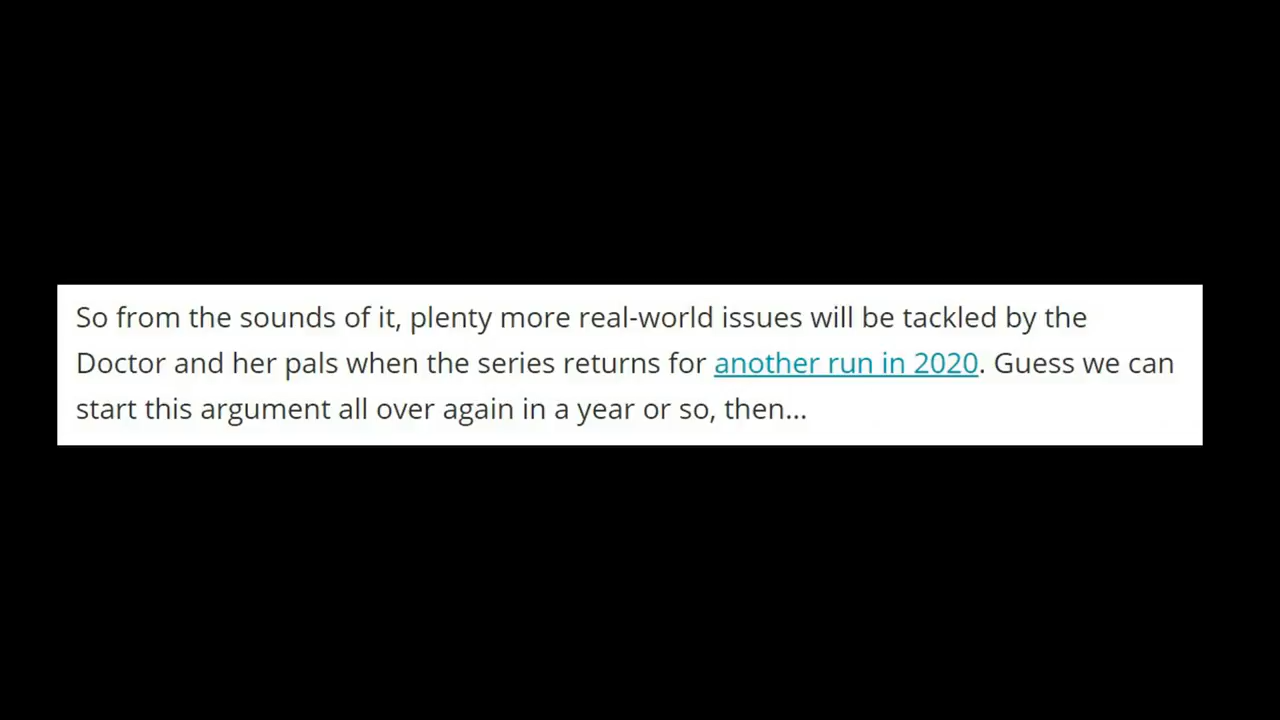 So from the sounds of it, plenty more real-world issues will be tackled by the
Doctor and her pals when the series returns for another run in 2020. Guess we can
start this argument all over again in a year or so, then...